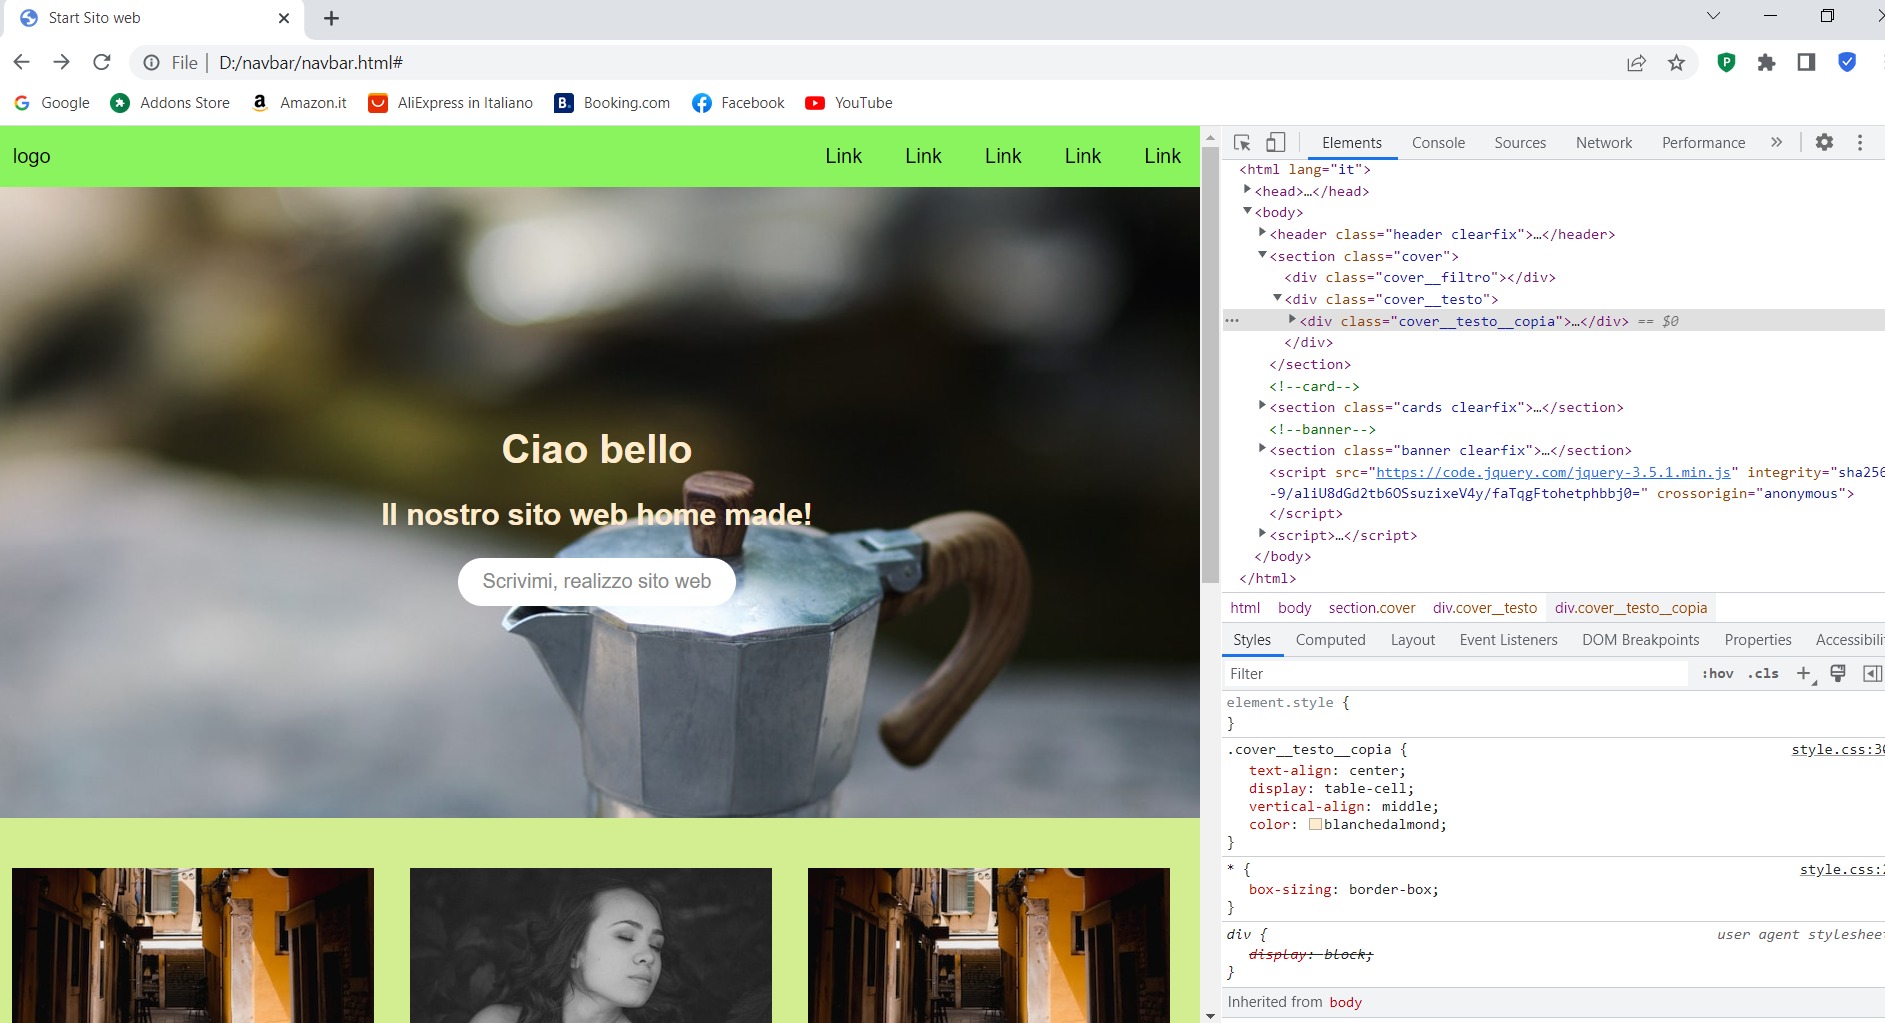 Start Sito web
File | D:/navbar/navbar.html#
Google Addons Store Amazon.it AliExpress in Italiano Booking.com Facebook YouTube
logo Link Link Link Link Link
Ciao bello
Il nostro sito web home made!
Scrivimi, realizzo sito web
Elements Console Sources Network Performance
<html lang="it">
<head>…</head>
<body>
<header class="header clearfix">…</header>
<section class="cover">
<div class="cover__filtro"></div>
<div class="cover__testo">
<div class="cover__testo__copia">…</div> == $0
</div>
</section>
<!--card-->
<section class="cards clearfix">…</section>
<!--banner-->
<section class="banner clearfix">…</section>
<script src="https://code.jquery.com/jquery-3.5.1.min.js" integrity="sha256
-9/aliU8dGd2tb6OSsuzixeV4y/faTqgFtohetphbbj0=" crossorigin="anonymous">
</script>
<script>…</script>
</body>
</html>
html body section.cover div.cover__testo div.cover__testo__copia
Styles Computed Layout Event Listeners DOM Breakpoints Properties Accessibili
Filter :hov .cls
element.style {
}
.cover__testo__copia { style.css:30
text-align: center;
display: table-cell;
vertical-align: middle;
color: blanchedalmond;
}
* { style.css:
box-sizing: border-box;
}
div { user agent stylesheet
display: block;
}
Inherited from body